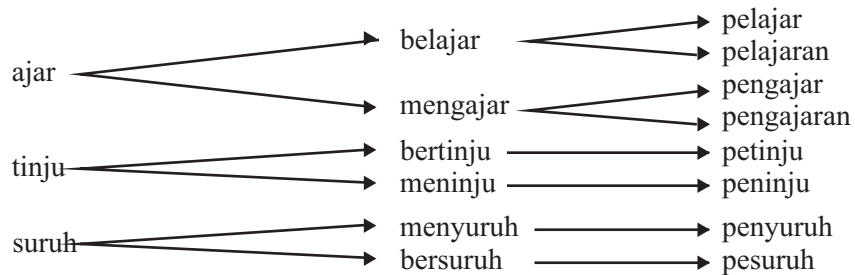 ajar
belajar
pelajar
pelajaran
mengajar
pengajar
pengajaran
tinju
bertinju
petinju
meninju
peninju
suruh
menyuruh
penyuruh
bersuruh
pesuruh